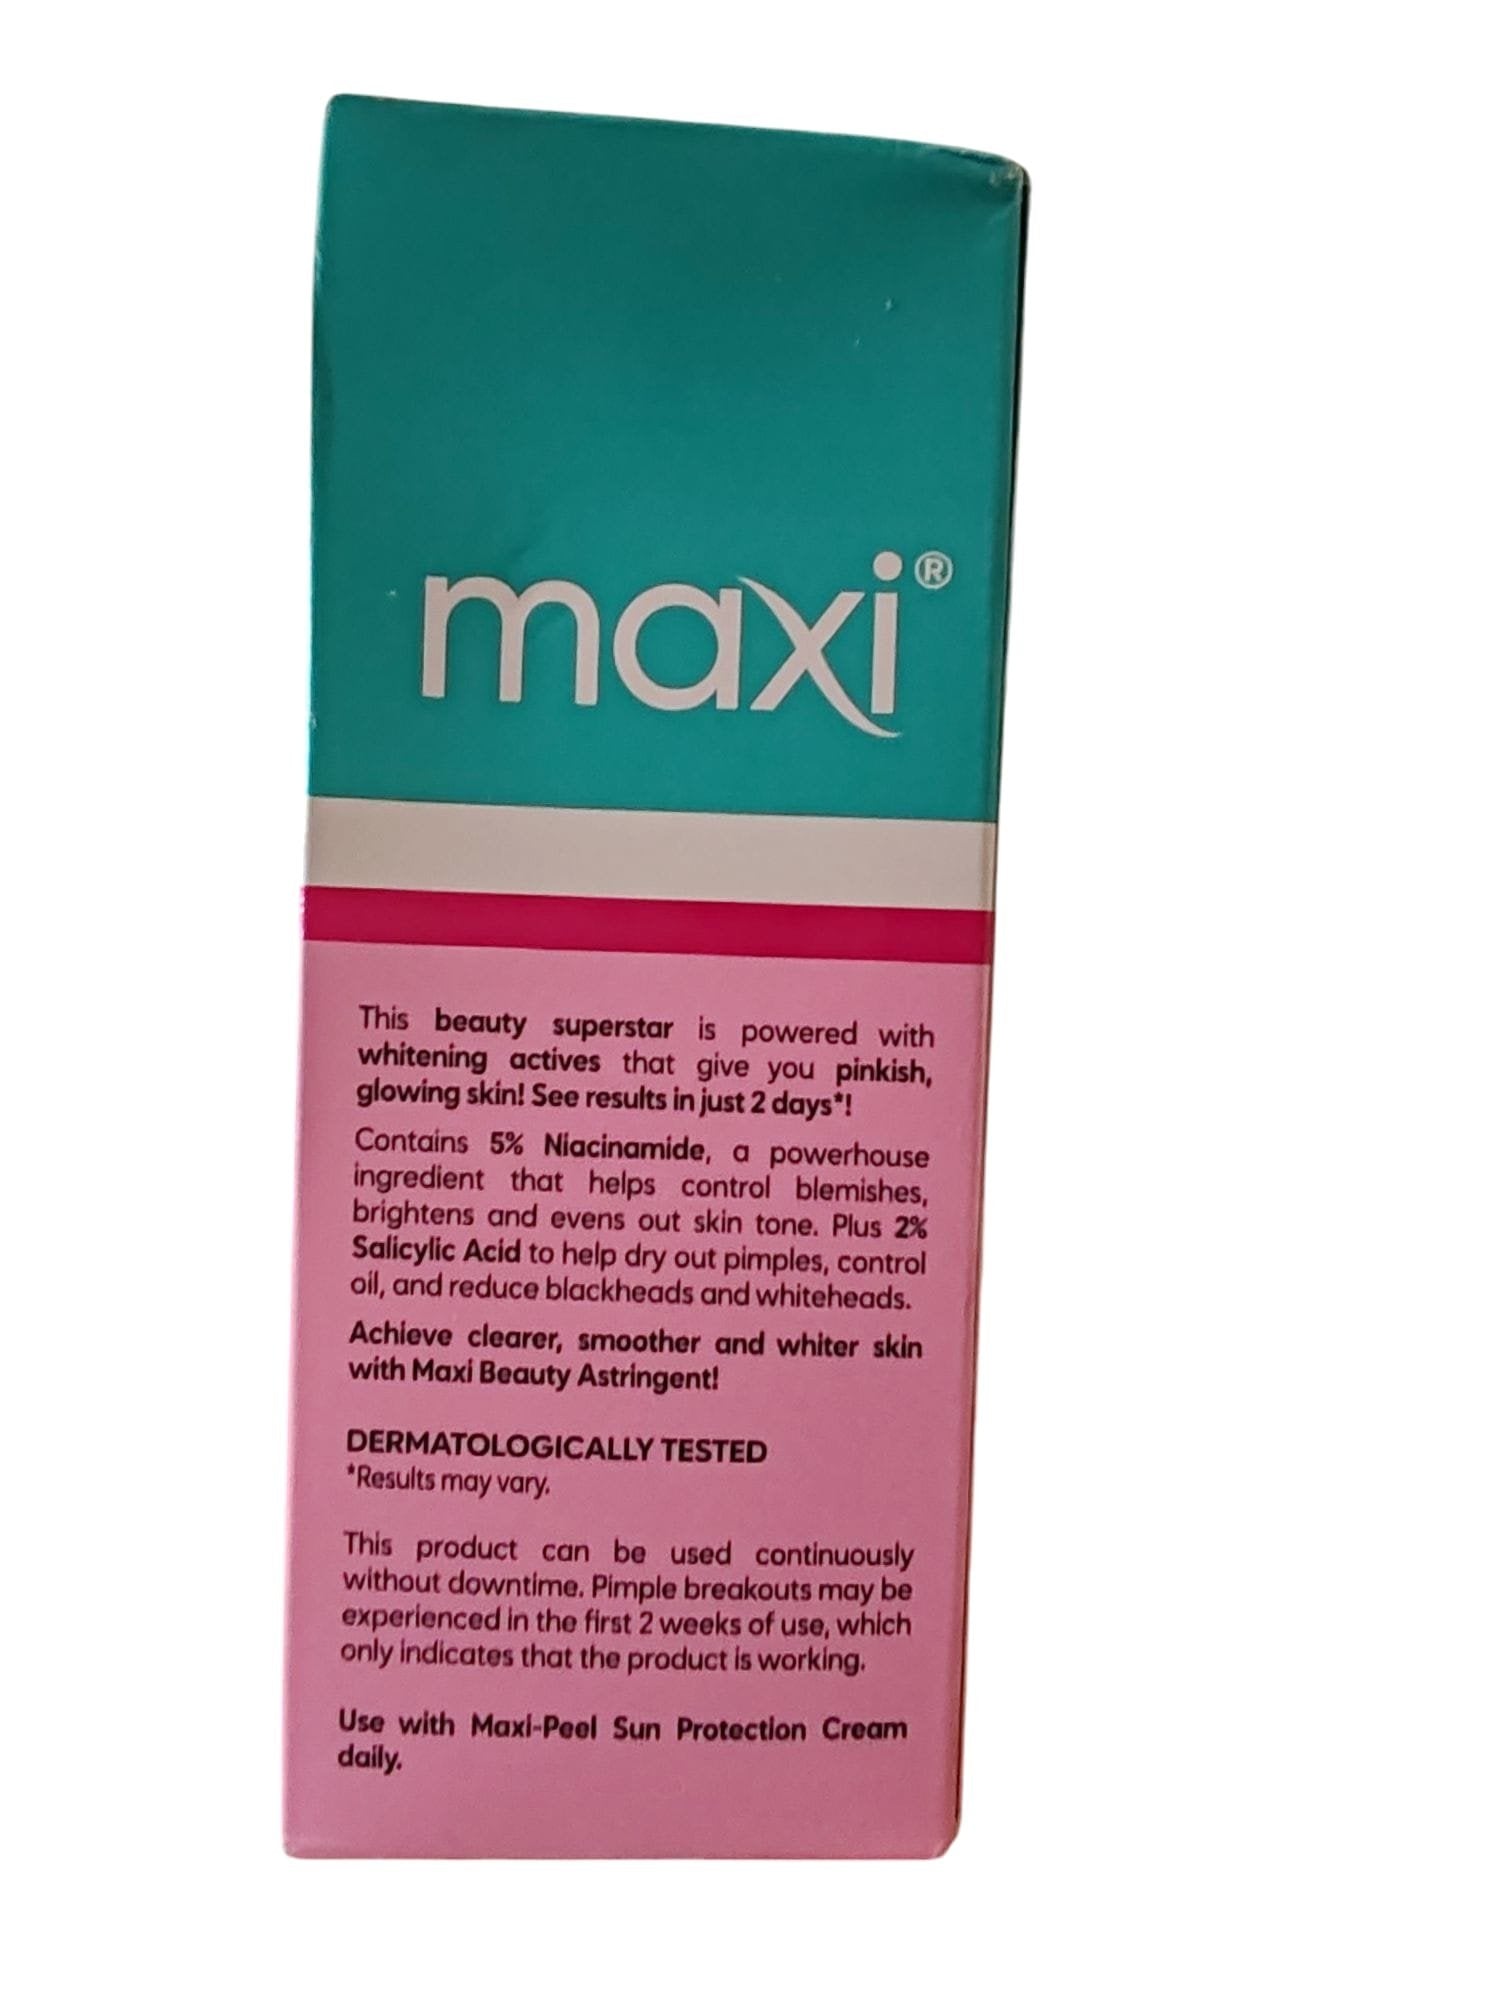 maxi®
This beauty superstar is powered with
whitening actives that give you pinkish,
glowing skin! See results in just 2 days*!
Contains 5% Niacinamide, a powerhouse
ingredient that helps control blemishes,
brightens and evens out skin tone. Plus 2%
Salicylic Acid to help dry out pimples, control
oil, and reduce blackheads and whiteheads.
Achieve clearer, smoother and whiter skin
with Maxi Beauty Astringent!
DERMATOLOGICALLY TESTED
*Results may vary.
This product can be used continuously
without downtime. Pimple breakouts may be
experienced in the first 2 weeks of use, which
only indicates that the product is working.
Use with Maxi-Peel Sun Protection Cream
daily.